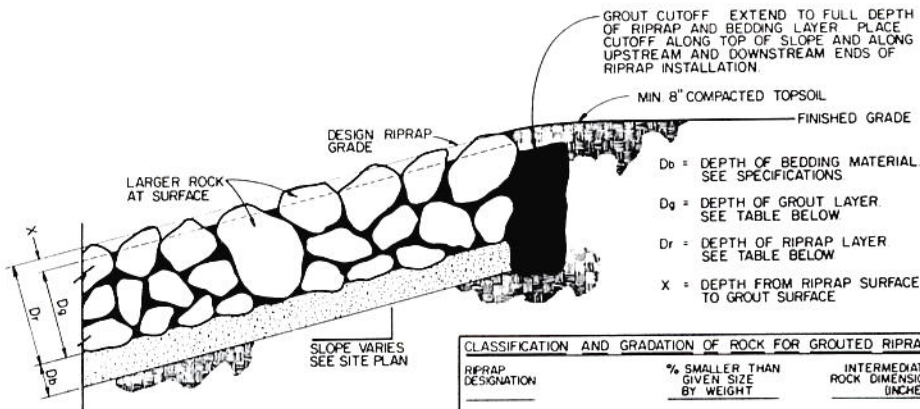 GROUT CUTOFF EXTEND TO FULL DEPTH
OF RIPRAP AND BEDDING LAYER PLACE
CUTOFF ALONG TOP OF SLOPE AND ALONG
UPSTREAM AND DOWNSTREAM ENDS OF
RIPRAP INSTALLATION.
MIN. 8" COMPACTED TOPSOIL
FINISHED GRADE
DESIGN RIPRAP
GRADE
LARGER ROCK
AT SURFACE
Db = DEPTH OF BEDDING MATERIAL.
SEE SPECIFICATIONS
Dg = DEPTH OF GROUT LAYER.
SEE TABLE BELOW
Dr = DEPTH OF RIPRAP LAYER
SEE TABLE BELOW
X = DEPTH FROM RIPRAP SURFACE
TO GROUT SURFACE
X
Dr
Dg
Db
SLOPE VARIES
SEE SITE PLAN
CLASSIFICATION AND GRADATION OF ROCK FOR GROUTED RIPRA
RIPRAP
DESIGNATION
% SMALLER THAN
GIVEN SIZE
BY WEIGHT
INTERMEDIAT
ROCK DIMENSI
(INCHE